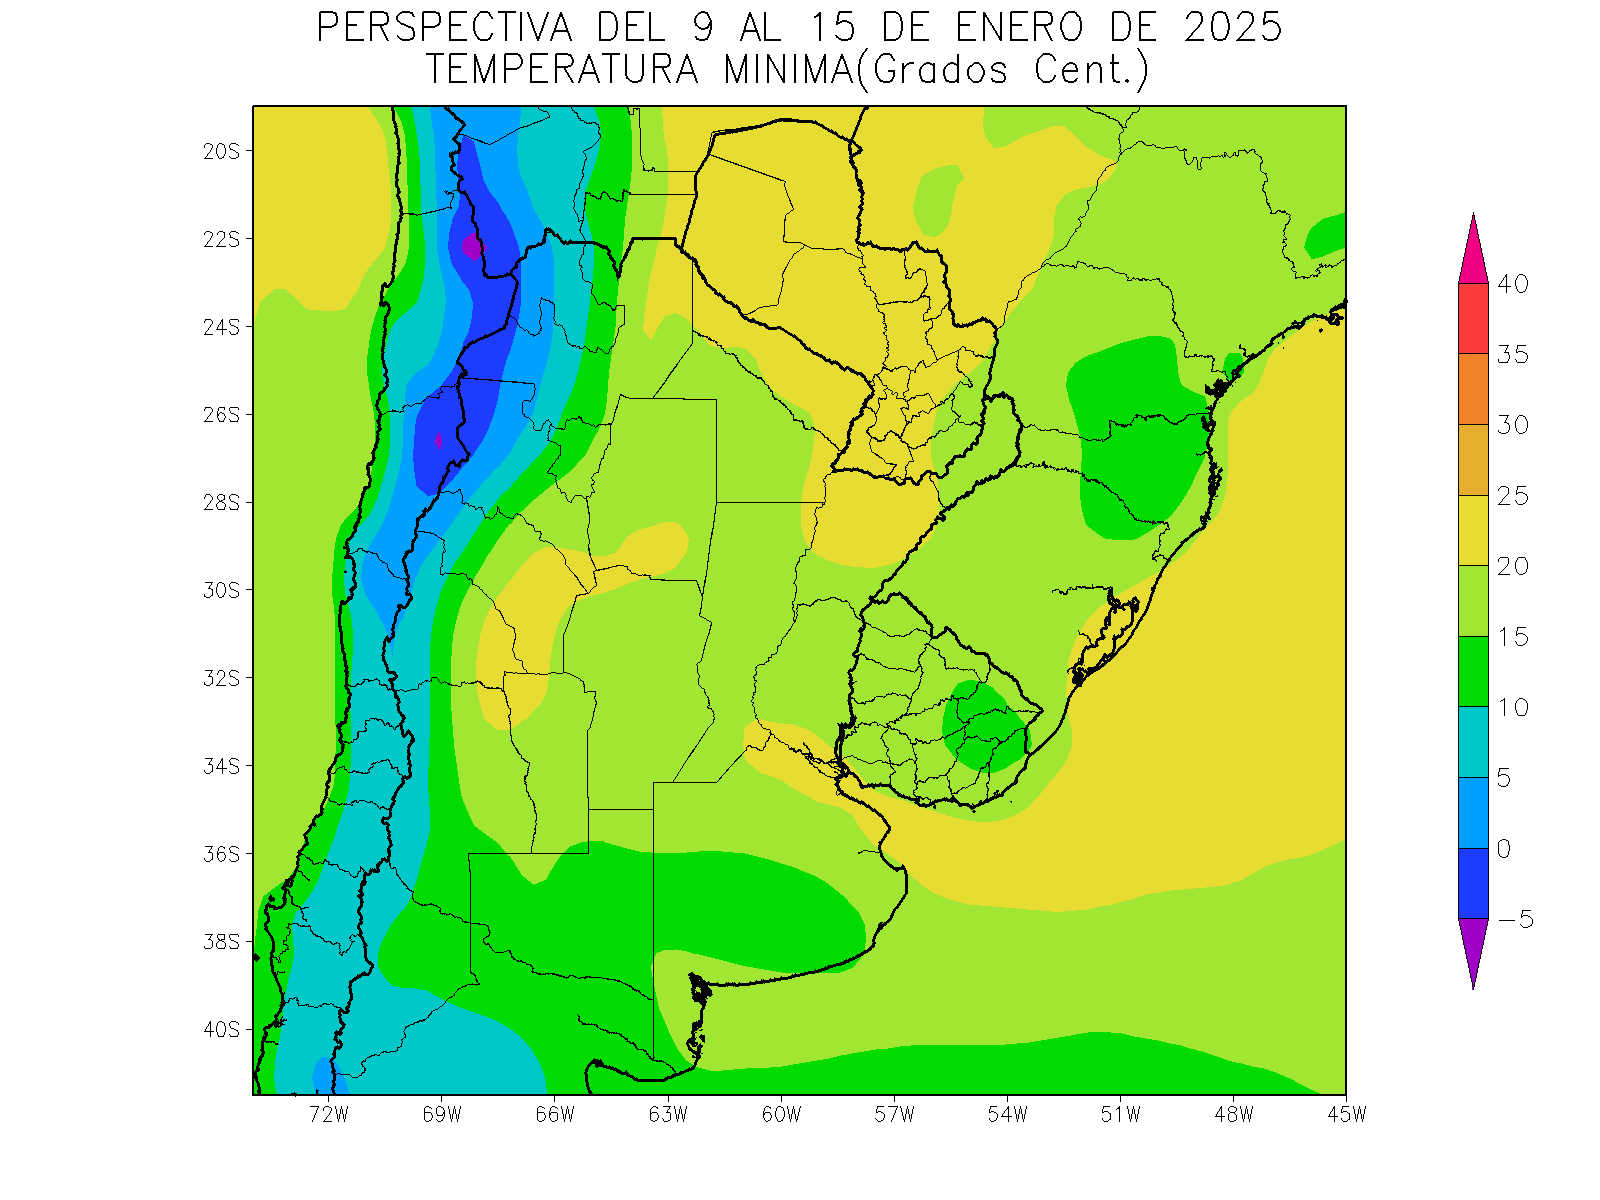 PERSPECTIVA DEL 9 AL 15 DE ENERO DE 2025
TEMPERATURA MINIMA(Grados Cent.)
20S
22S
24S
26S
28S
30S
32S
34S
36S
38S
40S
72W 69W 66W 63W 60W 57W 54W 51W 48W 45W
40
35
30
25
20
15
10
5
0
-5